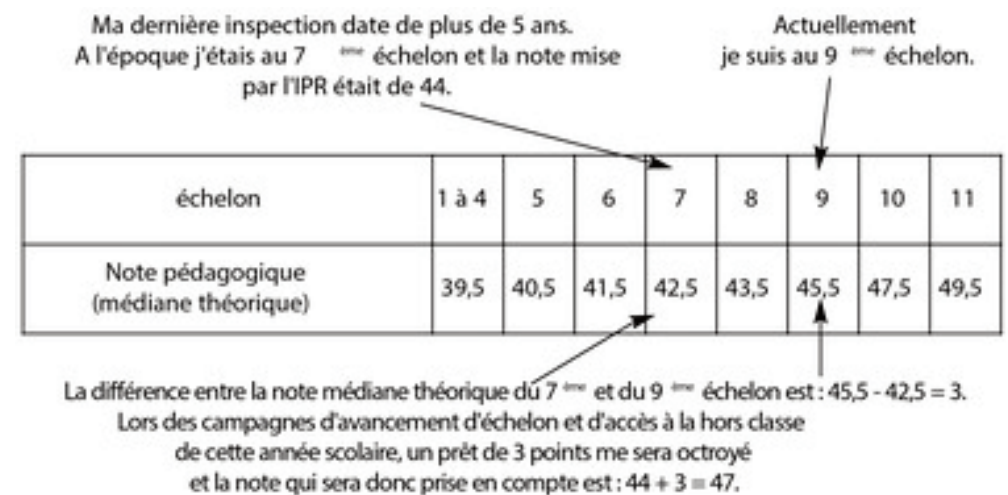 Ma dernière inspection date de plus de 5 ans.
A l'époque j'étais au 7 ème échelon et la note mise
par l'IPR était de 44.
Actuellement
je suis au 9 ème échelon.
échelon 1 à 4 5 6 7 8 9 10 11
Note pédagogique
(médiane théorique) 39,5 40,5 41,5 42,5 43,5 45,5 47,5 49,5
La différence entre la note médiane théorique du 7 ème et du 9 ème échelon est : 45,5 - 42,5 = 3.
Lors des campagnes d'avancement d'échelon et d'accès à la hors classe
de cette année scolaire, un prêt de 3 points me sera octroyé
et la note qui sera donc prise en compte est : 44 + 3 = 47.